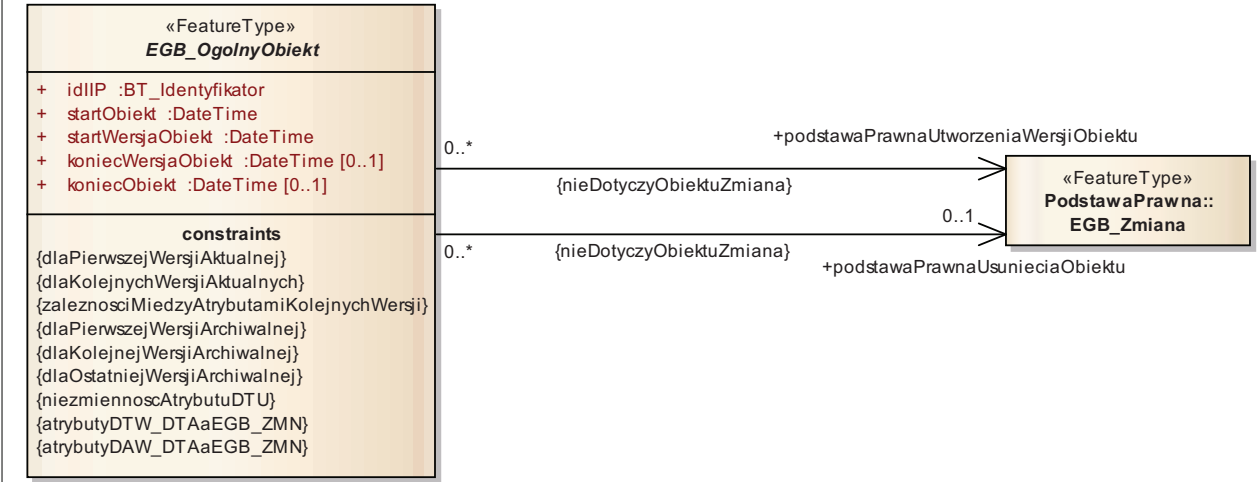 «FeatureType»
EGB_OgolnyObiekt
+ idIIP :BT_Identyfikator
+ startObiekt :DateTime
+ startWersjaObiekt :DateTime
+ koniecWersjaObiekt :DateTime [0..1]
+ koniecObiekt :DateTime [0..1]
constraints
{dlaPierwszejWersjiAktualnej}
{dlaKolejnychWersjiAktualnych}
{zaleznosciMiedzyAtrybutamiKolejnychWersji}
{dlaPierwszejWersjiArchiwalnej}
{dlaKolejnejWersjiArchiwalnej}
{dlaOstatniejWersjiArchiwalnej}
{niezmiennoscAtrybutuDTU}
{atrybutyDTW_DTAaEGB_ZMN}
{atrybutyDAW_DTAaEGB_ZMN}
0..*
+podstawaPrawnaUtworzeniaWersjiObiektu
{nieDotyczyObiektuZmiana}
0..1
0..*
{nieDotyczyObiektuZmiana}
+podstawaPrawnaUsunieciaObiektu
«FeatureType»
PodstawaPrawna::
EGB_Zmiana